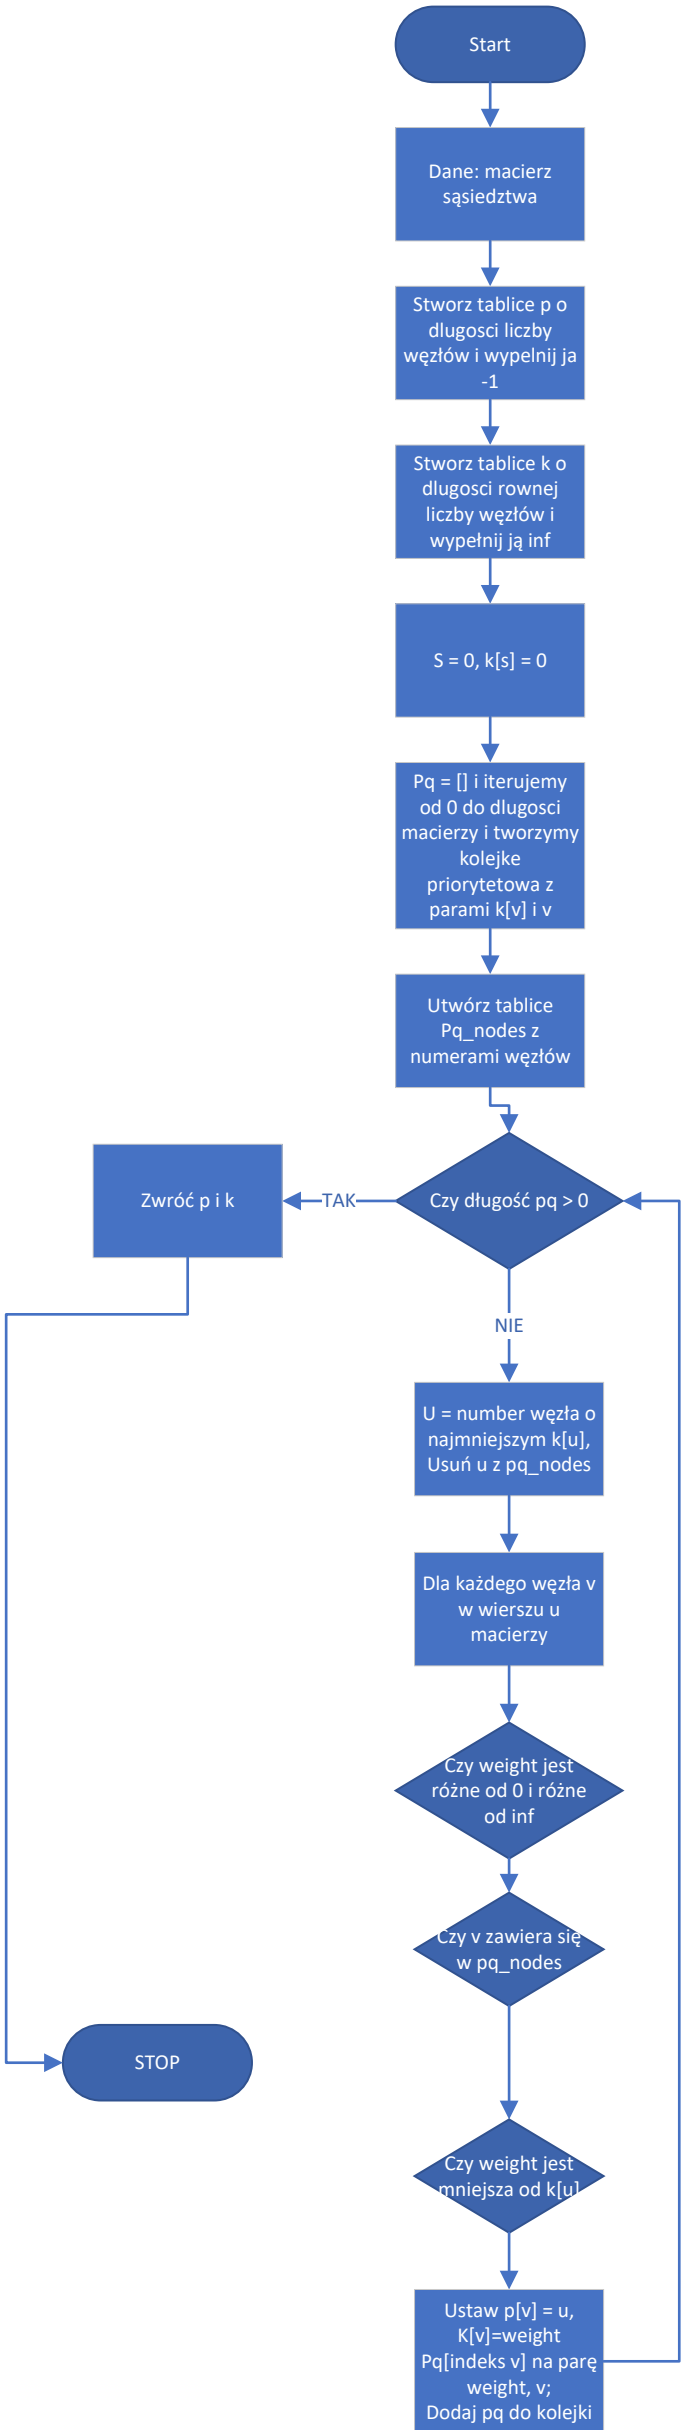 Start
Dane: macierz
sąsiedztwa
Stworz tablice p o
dlugosci liczby
węzłów i wypelnij ja
-1
Stworz tablice k o
dlugosci rownej
liczby węzłów i
wypełnij ją inf
S = 0, k[s] = 0
Pq = [] i iterujemy
od 0 do dlugosci
macierzy i tworzymy
kolejke
priorytetowa z
parami k[v] i v
Utwórz tablice
Pq_nodes z
numerami węzłów
Czy długość pq > 0
TAK
Zwróć p i k
NIE
U = number węzła o
najmniejszym k[u],
Usuń u z pq_nodes
Dla każdego węzła v
w wierszu u
macierzy
Czy weight jest
różne od 0 i różne
od inf
Czy v zawiera się
w pq_nodes
STOP
Czy weight jest
mniejsza od k[u]
Ustaw p[v] = u,
K[v]=weight
Pq[indeks v] na parę
weight, v;
Dodaj pq do kolejki